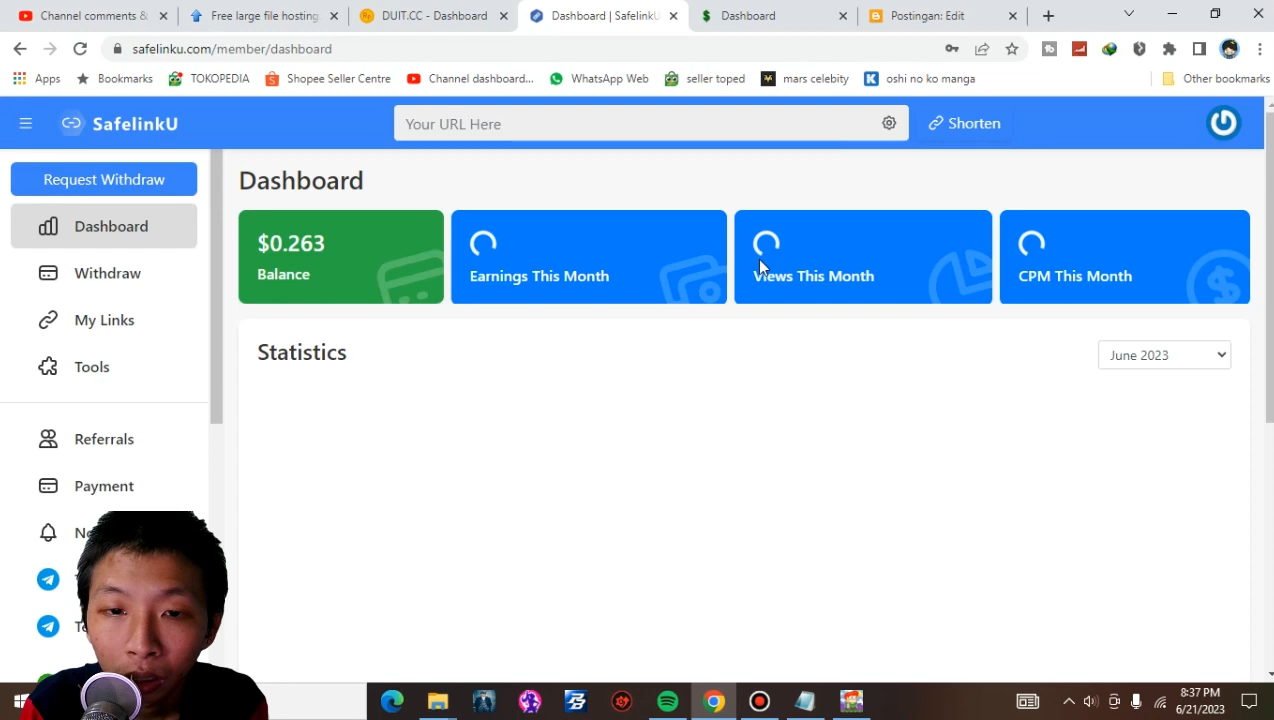 Channel comments &
Free large file hosting
DUIT.CC - Dashboard
Dashboard | SafelinkU
Dashboard
Postingan: Edit
safelinku.com/member/dashboard
Apps
Bookmarks
TOKOPEDIA
Shopee Seller Centre
Channel dashboard...
WhatsApp Web
seller toped
mars celebity
oshi no ko manga
Other bookmarks
SafelinkU
Your URL Here
Shorten
Request Withdraw
Dashboard
Withdraw
My Links
Tools
Referrals
Payment
Dashboard
$0.263
Balance
Earnings This Month
Views This Month
CPM This Month
Statistics
June 2023
8:37 PM
6/21/2023